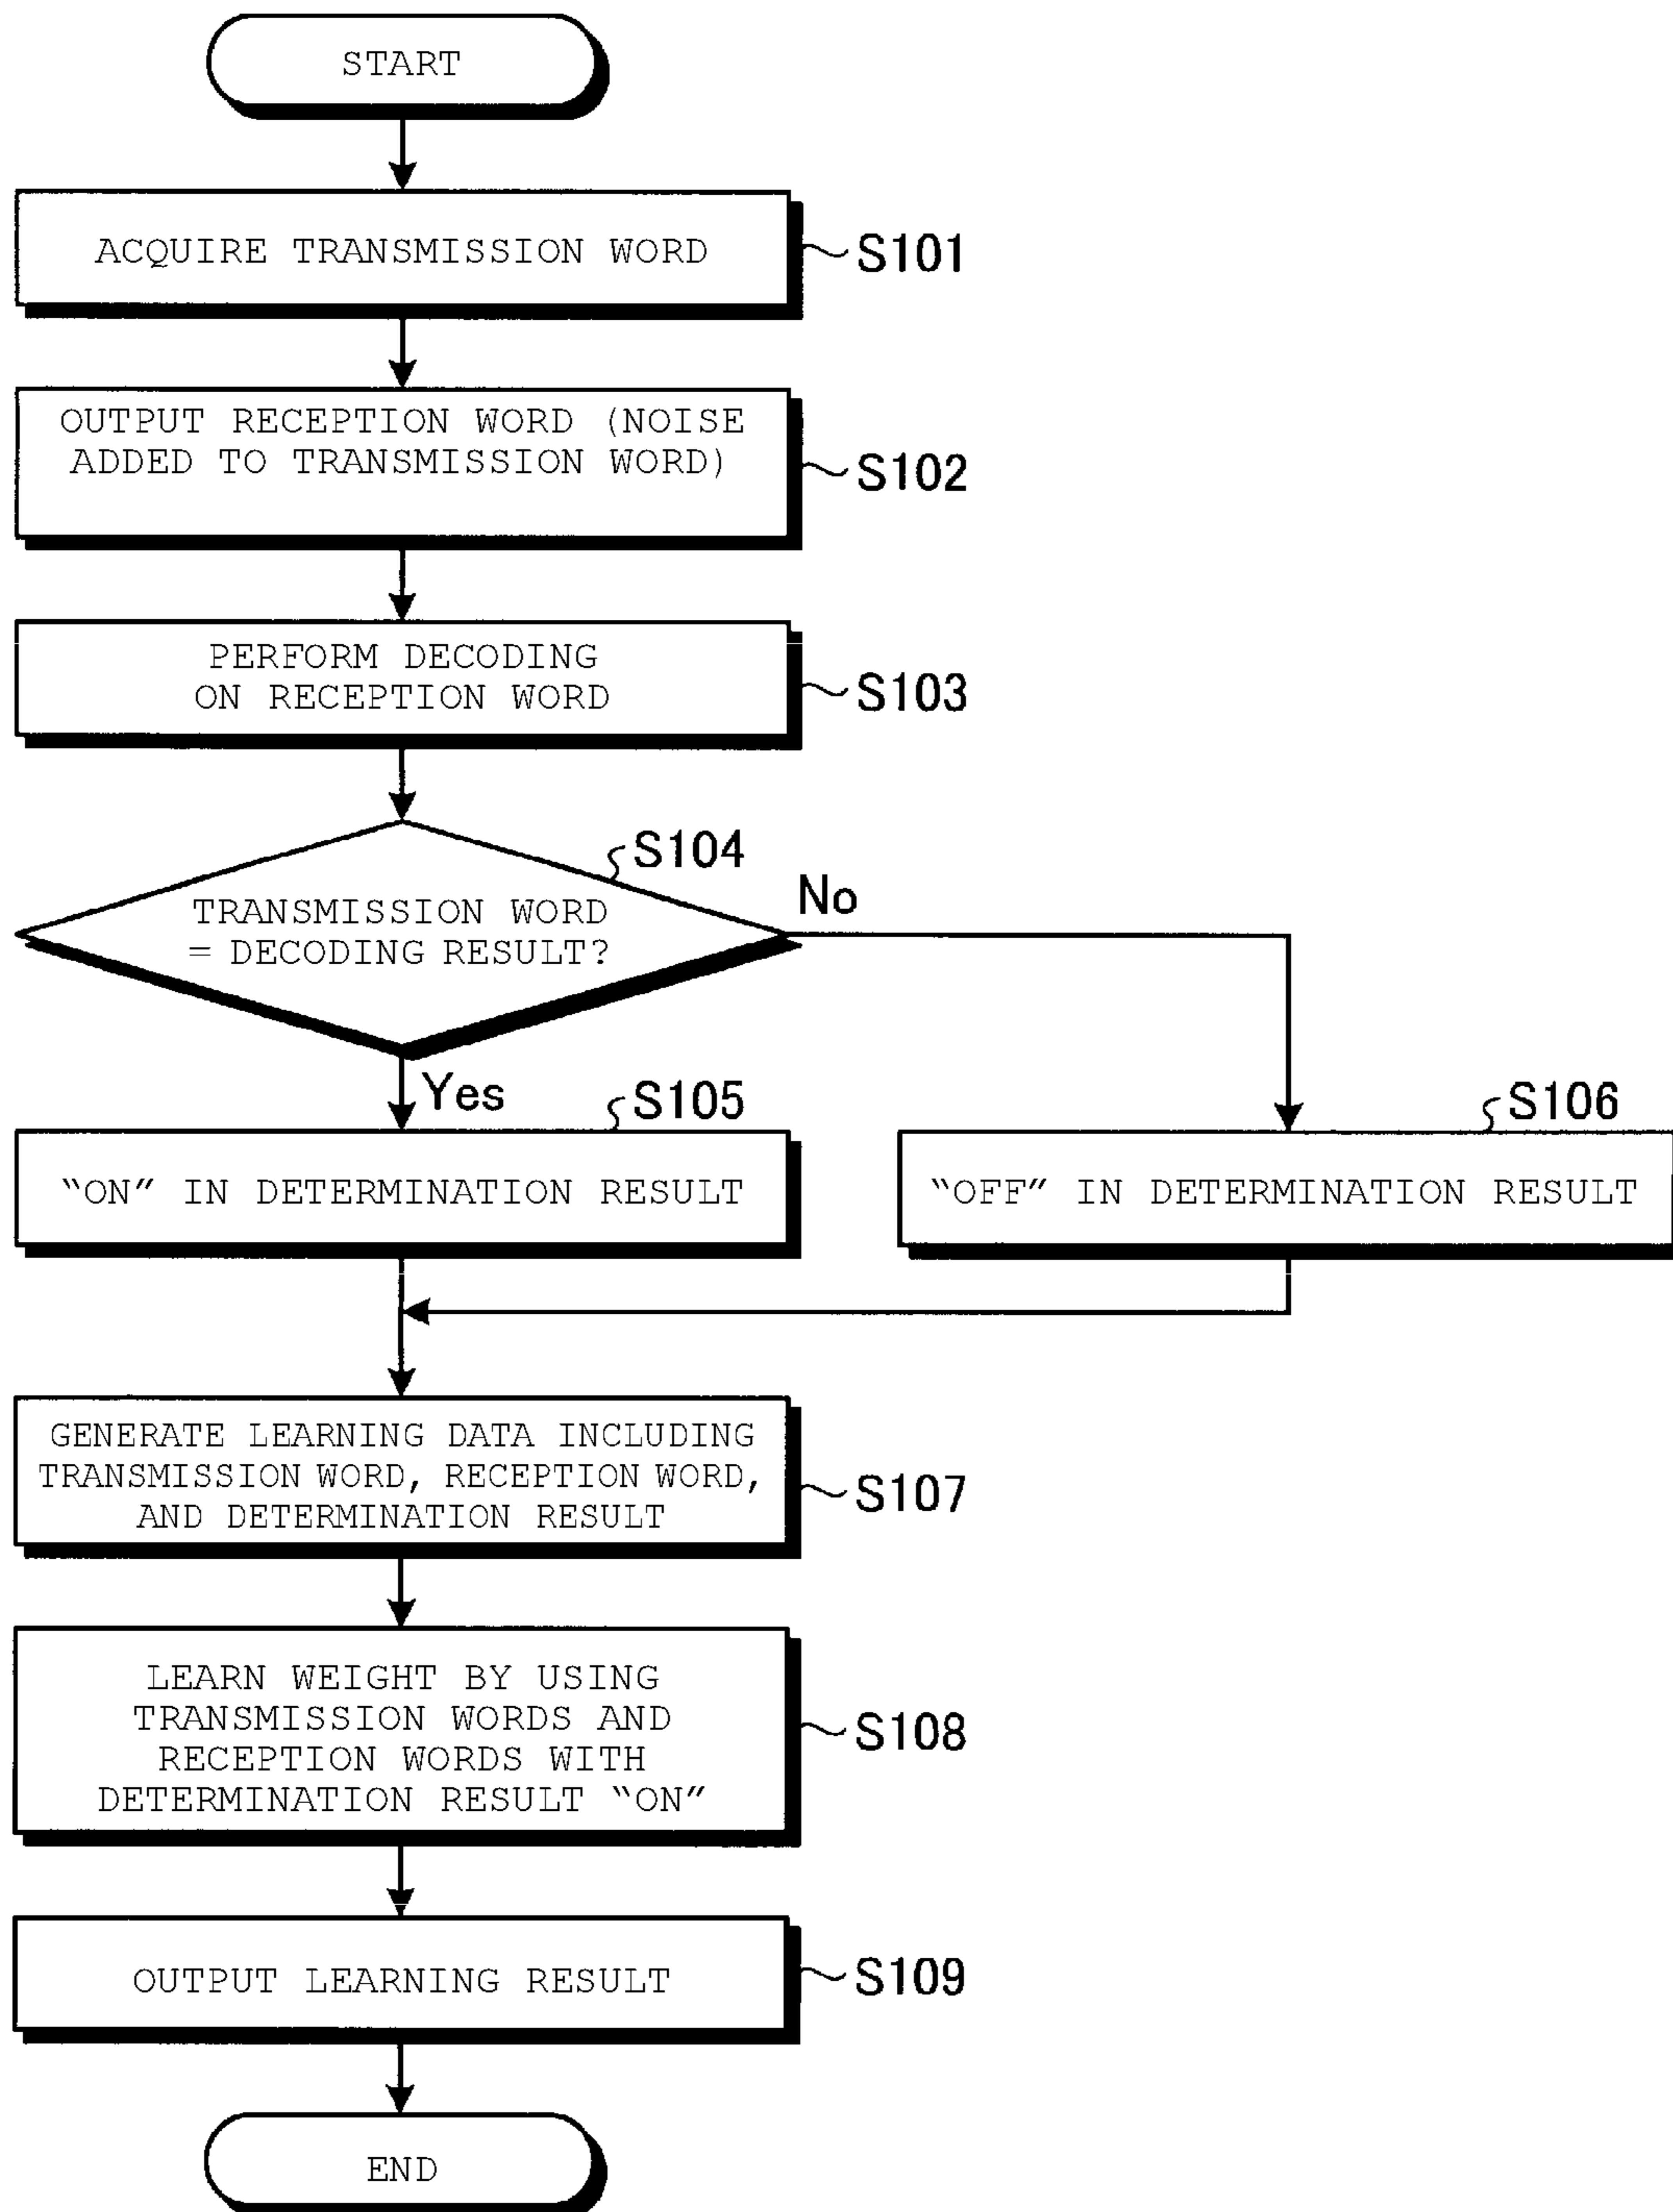 START
ACQUIRE TRANSMISSION WORD
S101
OUTPUT RECEPTION WORD (NOISE
ADDED TO TRANSMISSION WORD)
S102
PERFORM DECODING
ON RECEPTION WORD
S103
S104
TRANSMISSION WORD
= DECODING RESULT?
No
Yes
S105
“ON” IN DETERMINATION RESULT
S106
“OFF” IN DETERMINATION RESULT
GENERATE LEARNING DATA INCLUDING
TRANSMISSION WORD, RECEPTION WORD,
AND DETERMINATION RESULT
S107
LEARN WEIGHT BY USING
TRANSMISSION WORDS AND
RECEPTION WORDS WITH
DETERMINATION RESULT “ON”
S108
OUTPUT LEARNING RESULT
S109
END